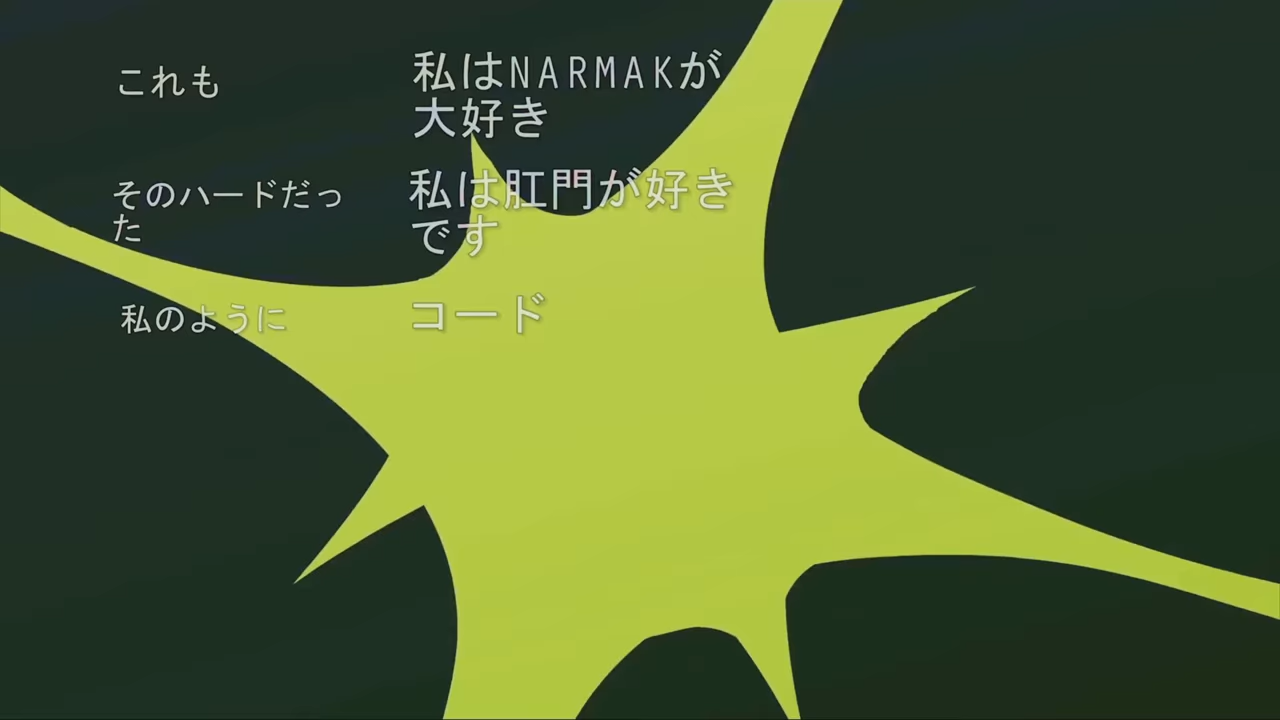 これも
私はNARMAKが
大好き
そのハードだっ
た
私は肛門が好き
です
私のように
コード